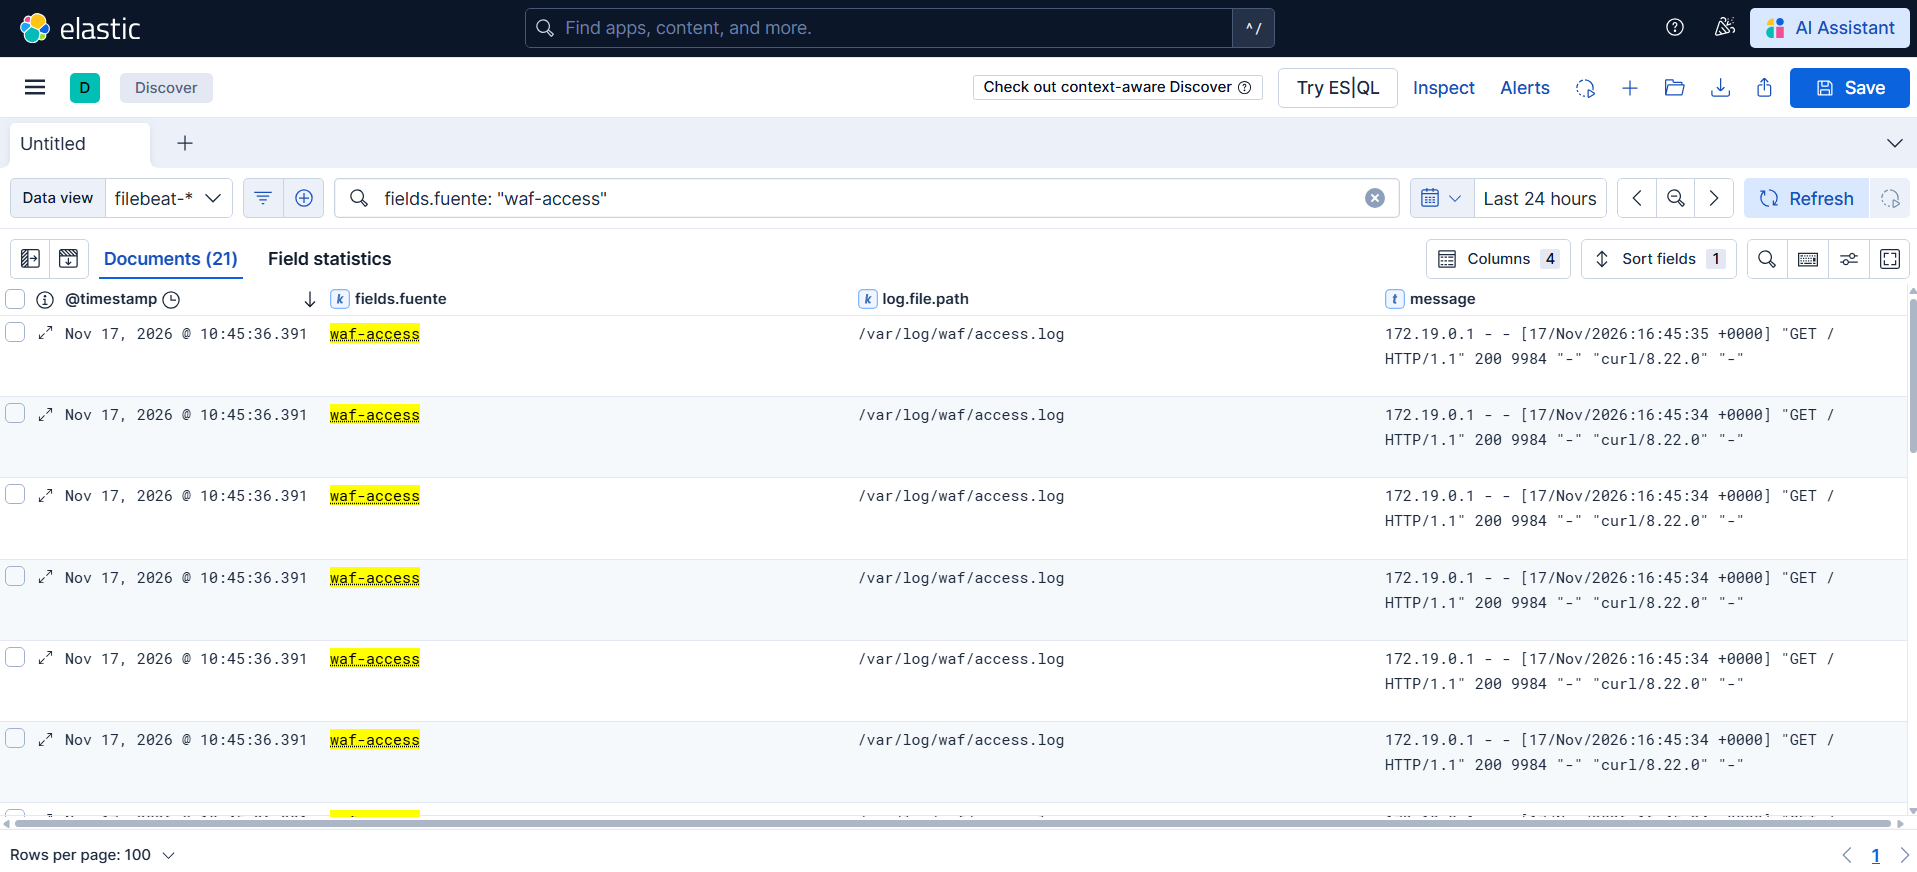 elastic
Find apps, content, and more.
^/
AI Assistant
D
Discover
Check out context-aware Discover
Try ES|QL
Inspect
Alerts
Save
Untitled
Data view
filebeat-*
fields.fuente: "waf-access"
Last 24 hours
Refresh
Documents (21)
Field statistics
Columns 4
Sort fields 1
@timestamp
k fields.fuente
k log.file.path
t message
Nov 17, 2026 @ 10:45:36.391 waf-access /var/log/waf/access.log 172.19.0.1 - - [17/Nov/2026:16:45:35 +0000] "GET /
HTTP/1.1" 200 9984 "-" "curl/8.22.0" "-"
Nov 17, 2026 @ 10:45:36.391 waf-access /var/log/waf/access.log 172.19.0.1 - - [17/Nov/2026:16:45:34 +0000] "GET /
HTTP/1.1" 200 9984 "-" "curl/8.22.0" "-"
Nov 17, 2026 @ 10:45:36.391 waf-access /var/log/waf/access.log 172.19.0.1 - - [17/Nov/2026:16:45:34 +0000] "GET /
HTTP/1.1" 200 9984 "-" "curl/8.22.0" "-"
Nov 17, 2026 @ 10:45:36.391 waf-access /var/log/waf/access.log 172.19.0.1 - - [17/Nov/2026:16:45:34 +0000] "GET /
HTTP/1.1" 200 9984 "-" "curl/8.22.0" "-"
Nov 17, 2026 @ 10:45:36.391 waf-access /var/log/waf/access.log 172.19.0.1 - - [17/Nov/2026:16:45:34 +0000] "GET /
HTTP/1.1" 200 9984 "-" "curl/8.22.0" "-"
Nov 17, 2026 @ 10:45:36.391 waf-access /var/log/waf/access.log 172.19.0.1 - - [17/Nov/2026:16:45:34 +0000] "GET /
HTTP/1.1" 200 9984 "-" "curl/8.22.0" "-"
Rows per page: 100
1